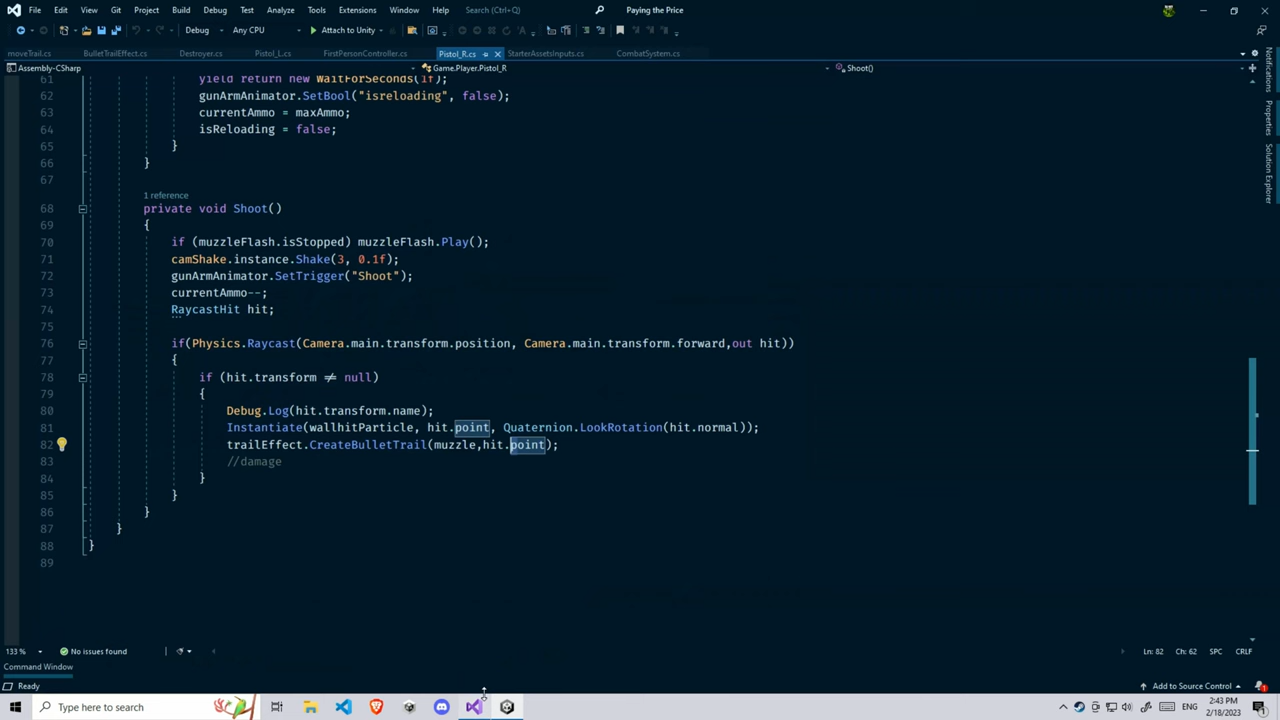 File Edit View Git Project Build Debug Test Analyze Tools Extensions Window Help Search (Ctrl+Q) Paying the Price
Debug Any CPU Attach to Unity
moveTrail.cs BulletTrailEffect.cs Destroyer.cs Pistol_L.cs FirstPersonController.cs Pistol_R.cs StarterAssetsInputs.cs CombatSystem.cs
Assembly-CSharp Game.Player.Pistol_R Shoot()
61 yield return new WaitForSeconds(1f);
62 gunArmAnimator.SetBool("isreloading", false);
63 currentAmmo = maxAmmo;
64 isReloading = false;
65 }
66 }
67
1 reference
68 private void Shoot()
69 {
70 if (muzzleFlash.isStopped) muzzleFlash.Play();
71 camShake.instance.Shake(3, 0.1f);
72 gunArmAnimator.SetTrigger("Shoot");
73 currentAmmo--;
74 RaycastHit hit;
75
76 if(Physics.Raycast(Camera.main.transform.position, Camera.main.transform.forward,out hit))
77 {
78 if (hit.transform ≠ null)
79 {
80 Debug.Log(hit.transform.name);
81 Instantiate(wallhitParticle, hit.point, Quaternion.LookRotation(hit.normal));
82 trailEffect.CreateBulletTrail(muzzle,hit.point);
83 //damage
84 }
85 }
86 }
87 }
88 }
89
Notifications
Properties
Solution Explorer
133 % No issues found Ln: 82 Ch: 62 SPC CRLF
Command Window
Ready Add to Source Control 1
Type here to search
2:43 PM
2/18/2023
1